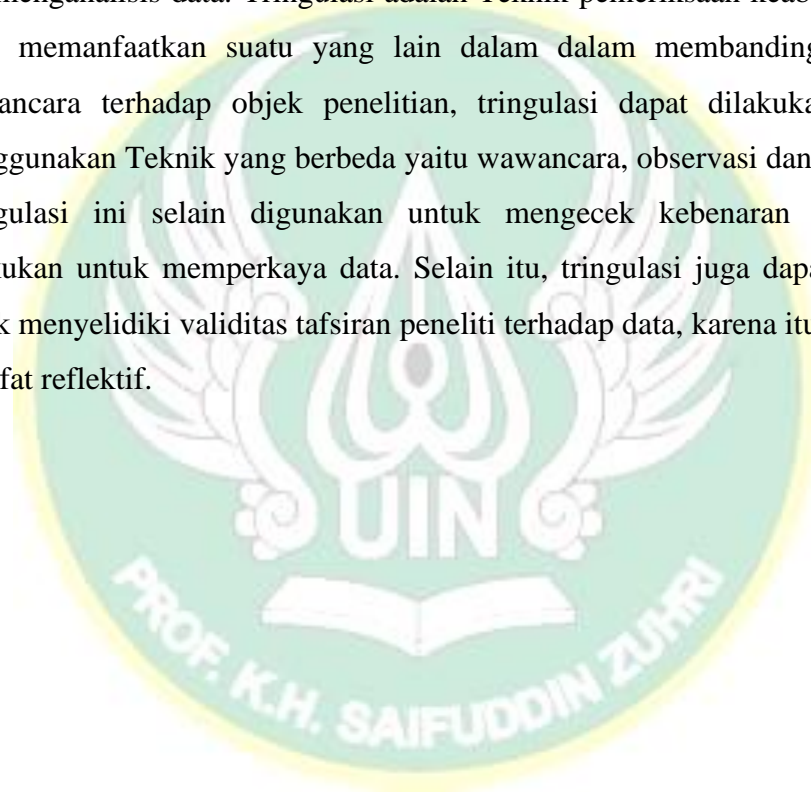 menganalisis data. Tringulasi adalah Teknik pemeriksaan keab
memanfaatkan suatu yang lain dalam dalam membanding
ancara terhadap objek penelitian, tringulasi dapat dilakuka
ggunakan Teknik yang berbeda yaitu wawancara, observasi dan
gulasi ini selain digunakan untuk mengecek kebenaran
kukan untuk memperkaya data. Selain itu, tringulasi juga dapa
k menyelidiki validitas tafsiran peneliti terhadap data, karena itu
fat reflektif.
UIN
PROF. K.H. SAIFUDDIN ZUHRI